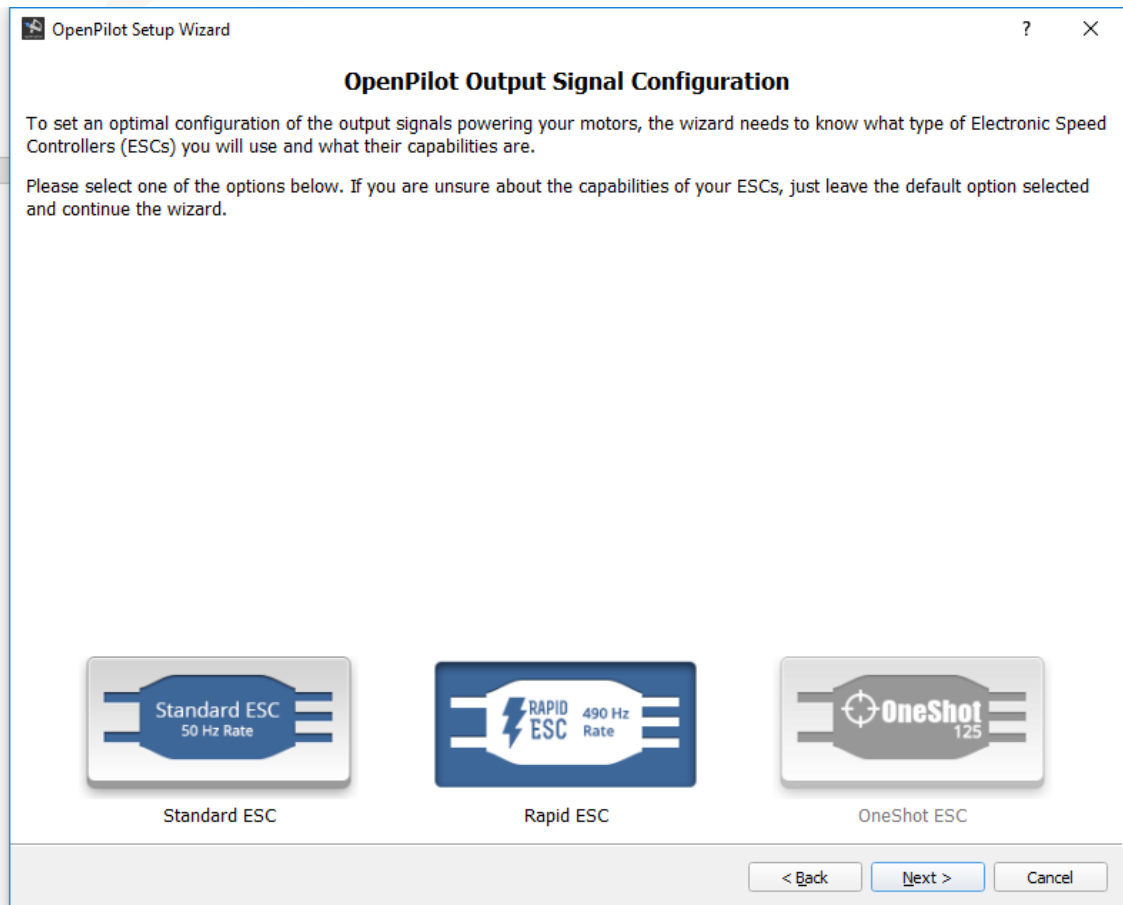 OpenPilot Setup Wizard
?
OpenPilot Output Signal Configuration
To set an optimal configuration of the output signals powering your motors, the wizard needs to know what type of Electronic Speed
Controllers (ESCs) you will use and what their capabilities are.
Please select one of the options below. If you are unsure about the capabilities of your ESCs, just leave the default option selected
and continue the wizard.
Standard ESC
50 Hz Rate
RAPID ESC
490 Hz Rate
OneShot
125
Standard ESC
Rapid ESC
OneShot ESC
< Back
Next >
Cancel